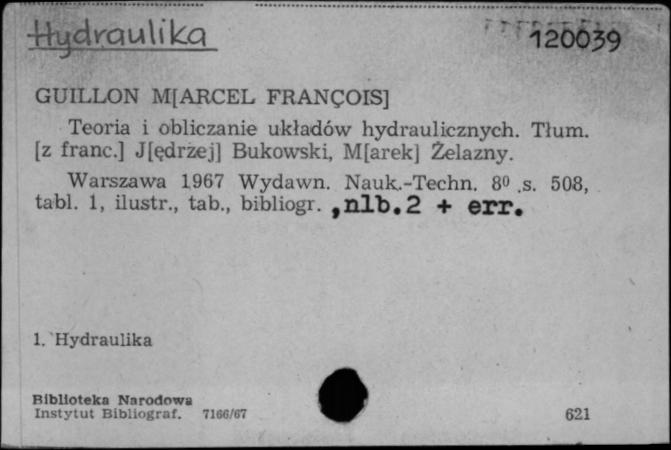 Hydraulika
120039
GUILLON M[ARCEL FRANÇOIS]
Teoria i obliczanie układów hydraulicznych. Tłum.
[z franc.] J[ędrzej] Bukowski, M[arek] Żelazny.
Warszawa 1967 Wydawn. Nauk.-Techn. 8⁰ .s. 508,
tabl. 1, ilustr., tab., bibliogr. ,nlb.2 + err.
1. Hydraulika
Biblioteka Narodowa
Instytut Bibliograf. 7166/67
621